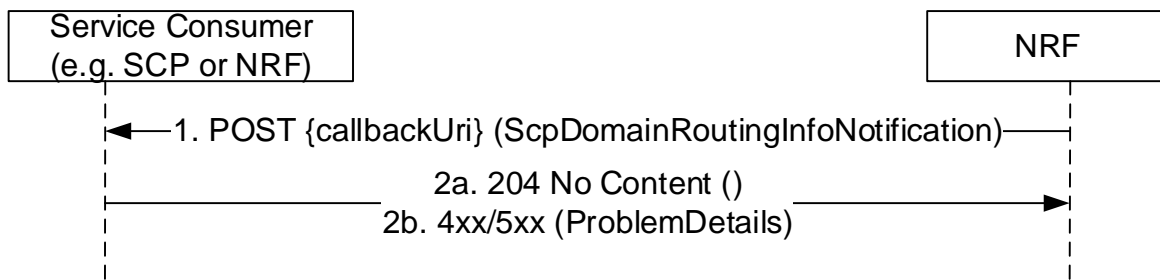 Service Consumer
(e.g. SCP or NRF)
NRF
1. POST {callbackUri} (ScpDomainRoutingInfoNotification)
2a. 204 No Content ()
2b. 4xx/5xx (ProblemDetails)